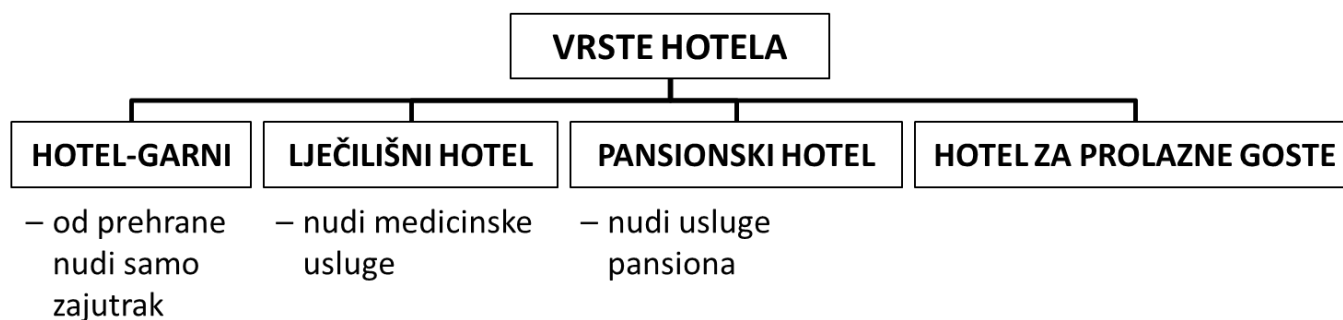 VRSTE HOTELA
HOTEL-GARNI
– od prehrane
nudi samo
zajutrak
LJEČILIŠNI HOTEL
– nudi medicinske
usluge
PANSIONSKI HOTEL
– nudi usluge
pansiona
HOTEL ZA PROLAZNE GOSTE